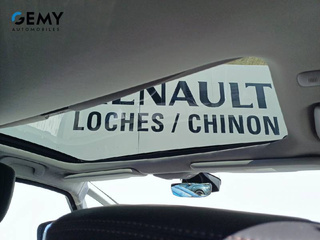 GEMY
AUTOMOBILES
RENAULT
LOCHES / CHINON